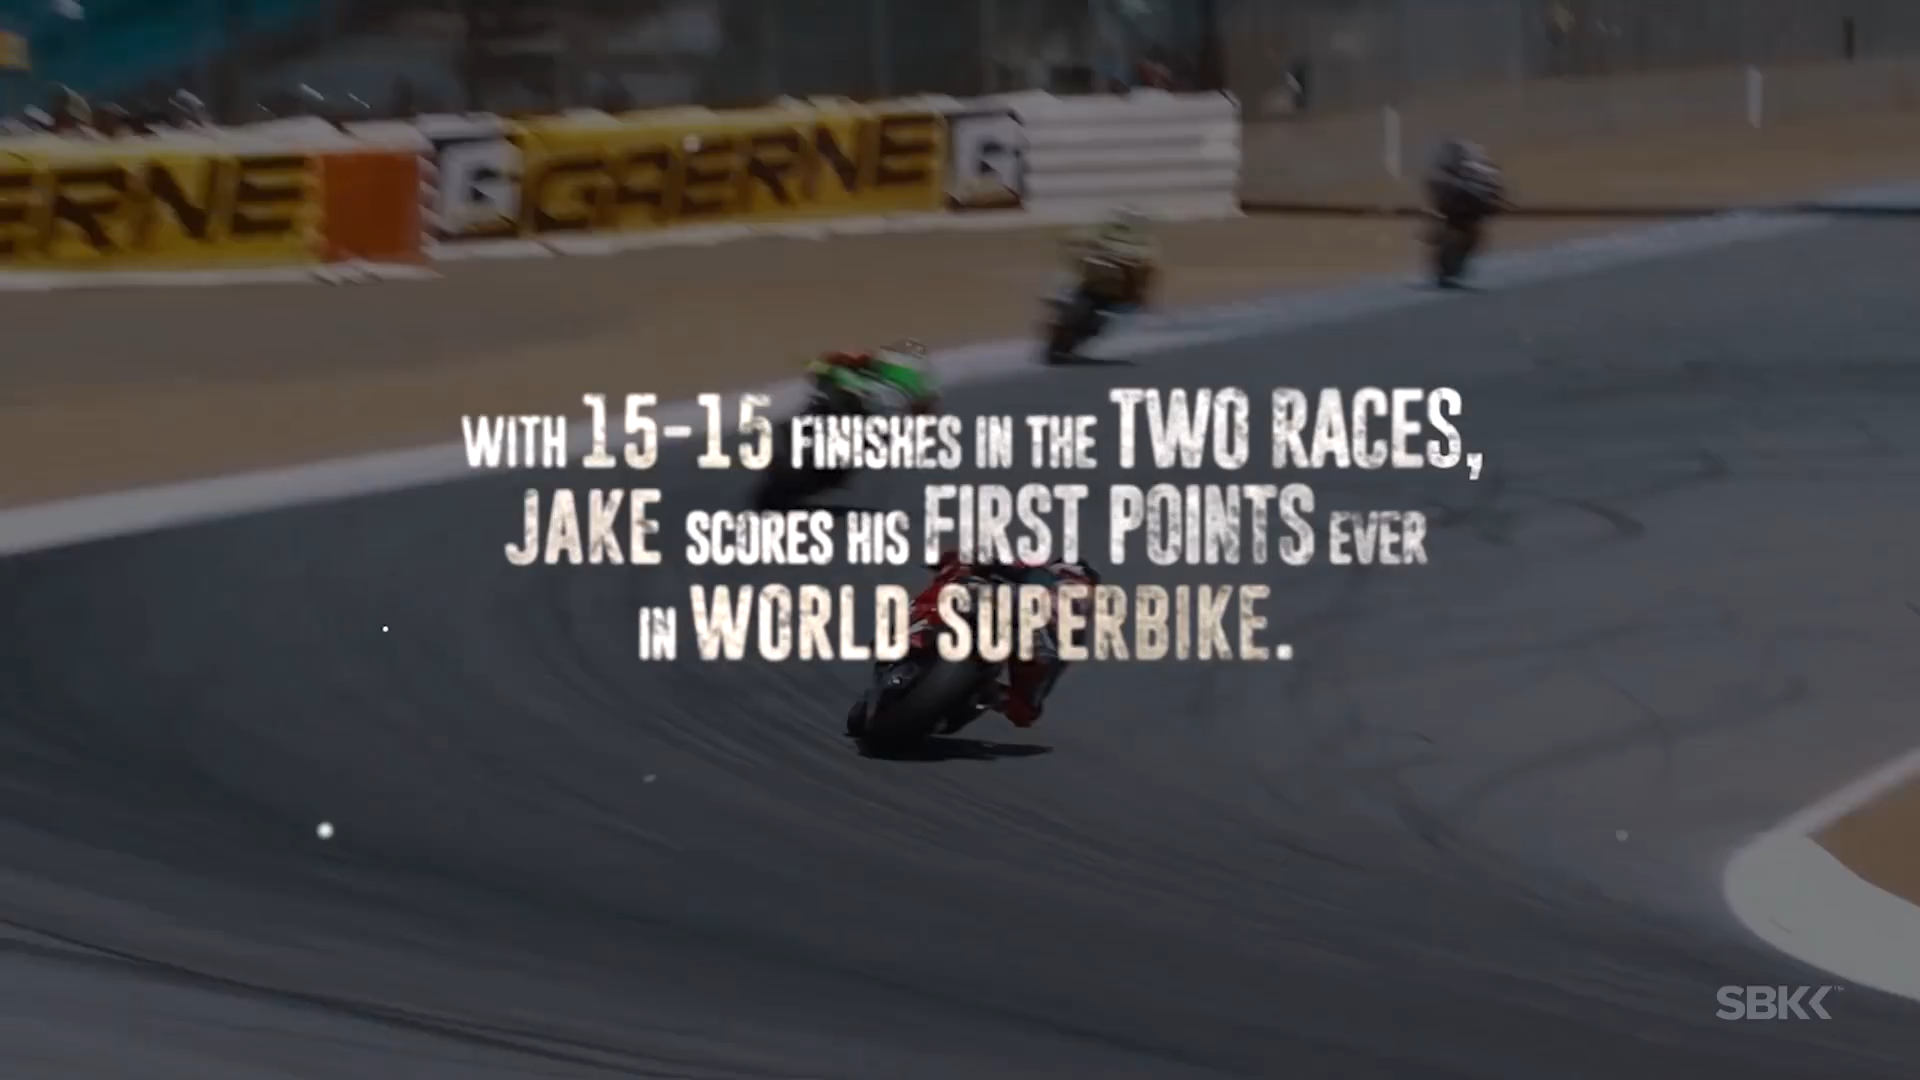 ERNE G GAERNE G
WITH 15-15 FINISHES IN THE TWO RACES,
JAKE SCORES HIS FIRST POINTS EVER
IN WORLD SUPERBIKE.
SBK